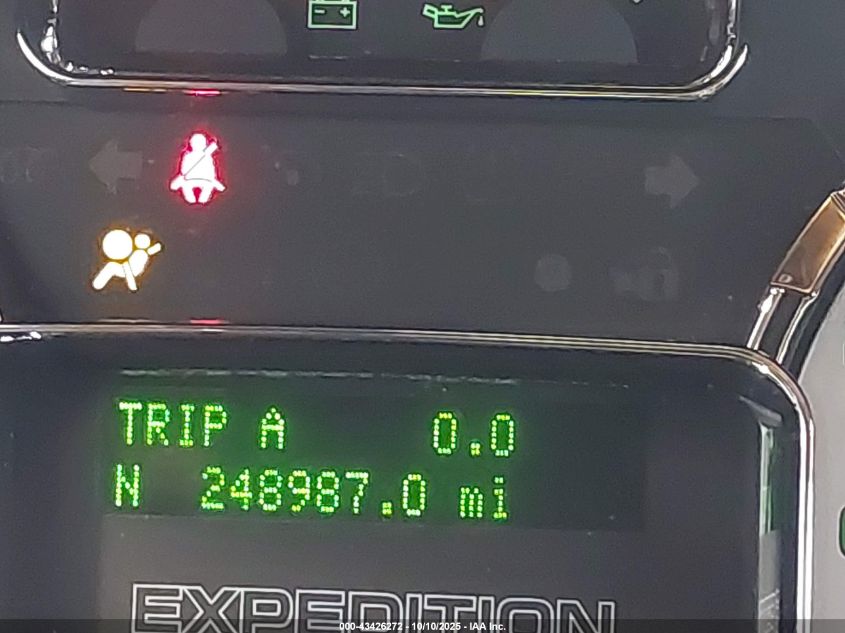 TRIP A 0.0
N 248987.0 mi
EXPEDITION
000-43426272 - 10/10/2025 - IAA Inc.